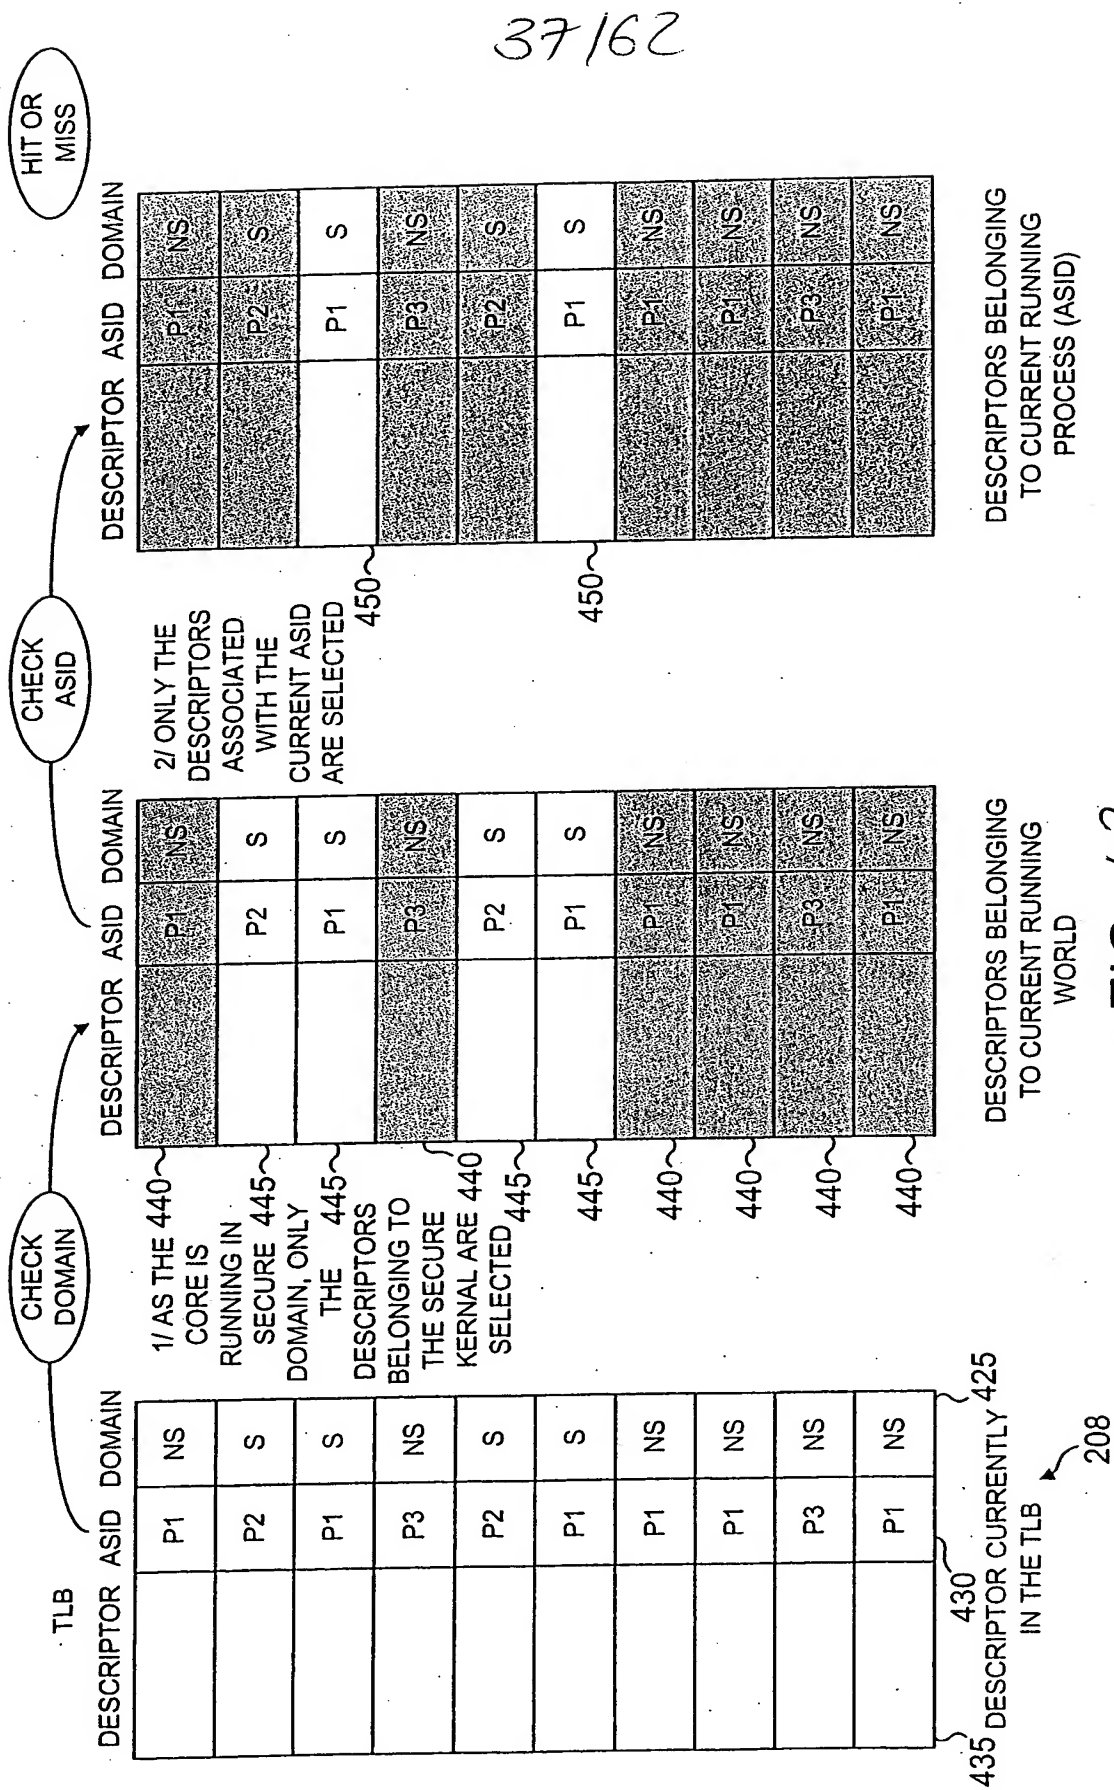 37/62
CHECK
DOMAIN
CHECK
ASID
HIT OR
MISS
TLB
DESCRIPTOR ASID DOMAIN
P1 NS
P2 S
P1 S
P3 NS
P2 S
P1 S
P1 NS
P1 NS
P3 NS
P1 NS
435
430
425
DESCRIPTOR CURRENTLY
IN THE TLB
208
1/ AS THE
CORE IS
RUNNING IN
SECURE
DOMAIN, ONLY
THE
DESCRIPTORS
BELONGING TO
THE SECURE
KERNAL ARE
SELECTED
440
445
445
440
445
445
440
440
440
440
DESCRIPTOR ASID DOMAIN
P1 NS
P2 S
P1 S
P3 NS
P2 S
P1 S
P1 NS
P1 NS
P3 NS
P1 NS
DESCRIPTORS BELONGING
TO CURRENT RUNNING
WORLD
2/ ONLY THE
DESCRIPTORS
ASSOCIATED
WITH THE
CURRENT ASID
ARE SELECTED
450
450
DESCRIPTOR ASID DOMAIN
P1 NS
P2 S
P1 S
P3 NS
P2 S
P1 S
P1 NS
P1 NS
P3 NS
P1 NS
DESCRIPTORS BELONGING
TO CURRENT RUNNING
PROCESS (ASID)